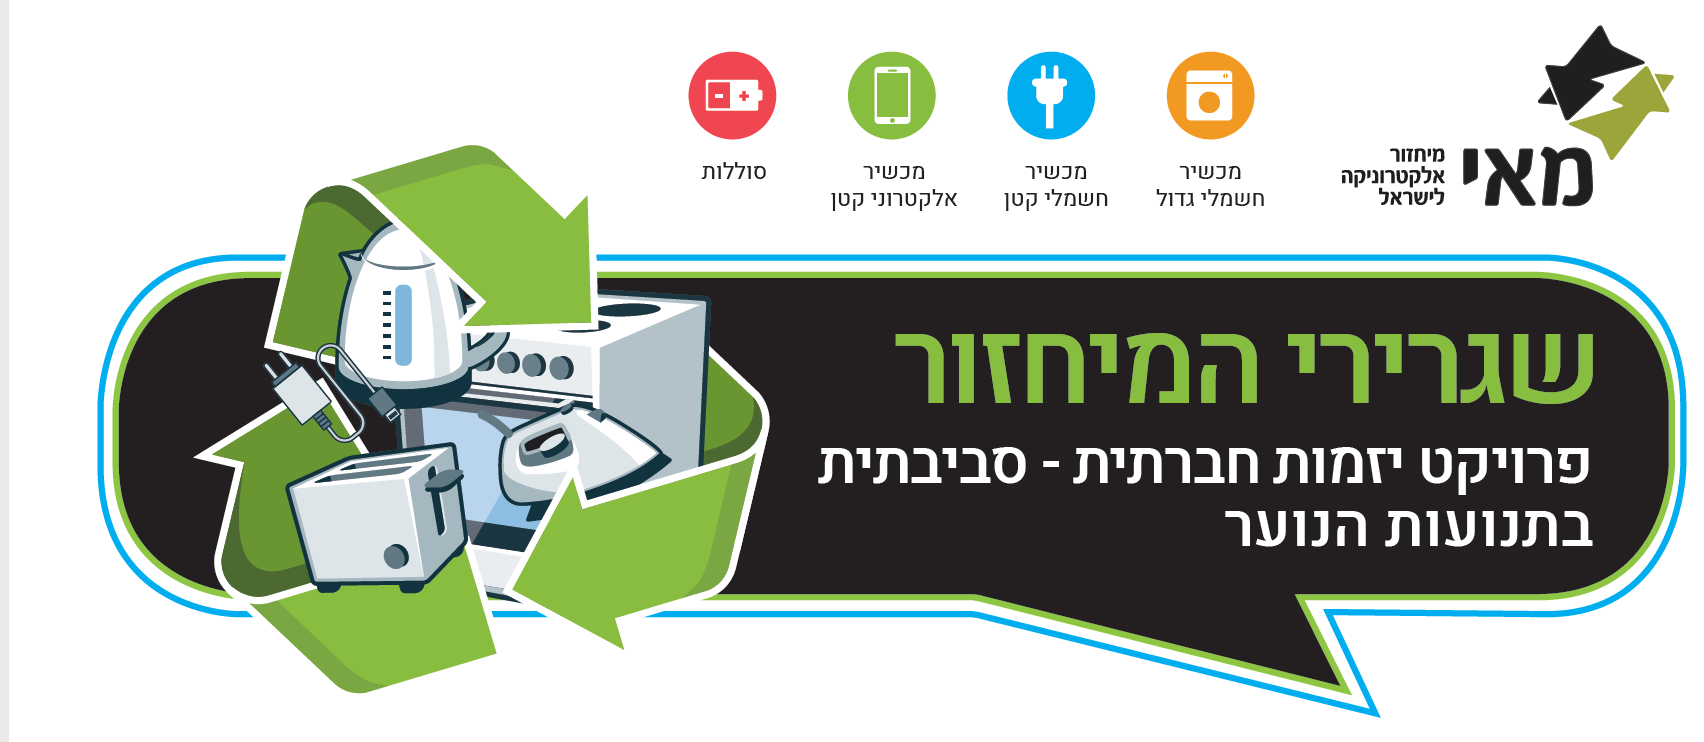 מאי
מיחזור
אלקטרוניקה
לישראל
מכשיר
חשמלי גדול
מכשיר
חשמלי קטן
מכשיר
אלקטרוני קטן
סוללות
שגרירי המיחזור
פרויקט יזמות חברתית - סביבתית
בתנועות הנוער